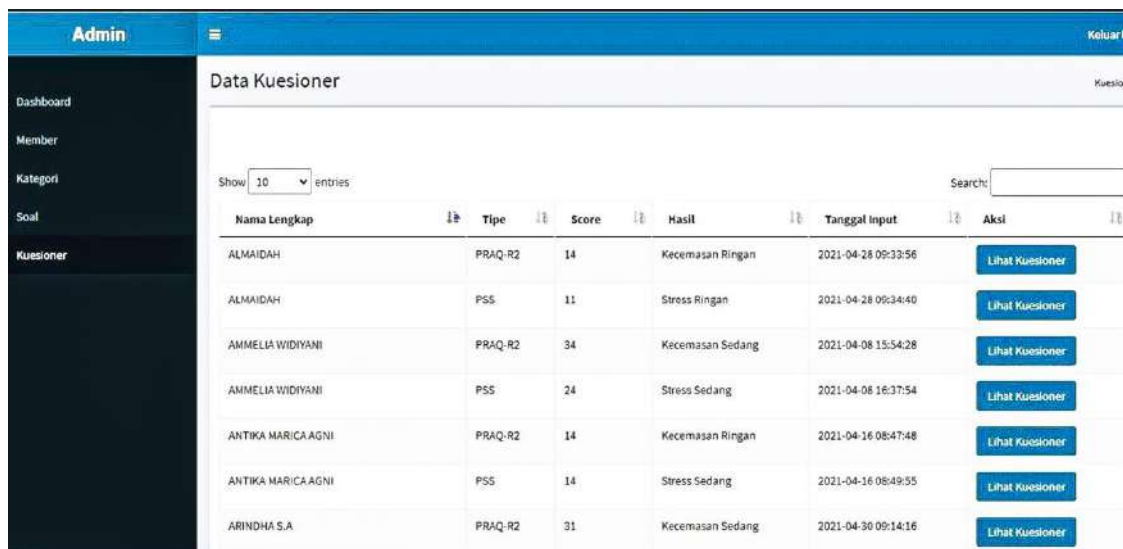 Admin
Keluar
Data Kuesioner
Dashboard
Member
Kategori
Soal
Kuesioner
Show 10 entries
Search:
Nama Lengkap Tipe Score Hasil Tanggal Input Aksi
ALMAIDAH PRAQ-R2 14 Kecemasan Ringan 2021-04-28 09:33:56 Lihat Kuesioner
ALMAIDAH PSS 11 Stress Ringan 2021-04-28 09:34:40 Lihat Kuesioner
AMMELIA WIDIYANI PRAQ-R2 34 Kecemasan Sedang 2021-04-08 15:54:28 Lihat Kuesioner
AMMELIA WIDIYANI PSS 24 Stress Sedang 2021-04-08 16:37:54 Lihat Kuesioner
ANTIKA MARICA AGNI PRAQ-R2 14 Kecemasan Ringan 2021-04-16 08:47:48 Lihat Kuesioner
ANTIKA MARICA AGNI PSS 14 Stress Sedang 2021-04-16 08:49:55 Lihat Kuesioner
ARINDHA S.A PRAQ-R2 31 Kecemasan Sedang 2021-04-30 09:14:16 Lihat Kuesioner